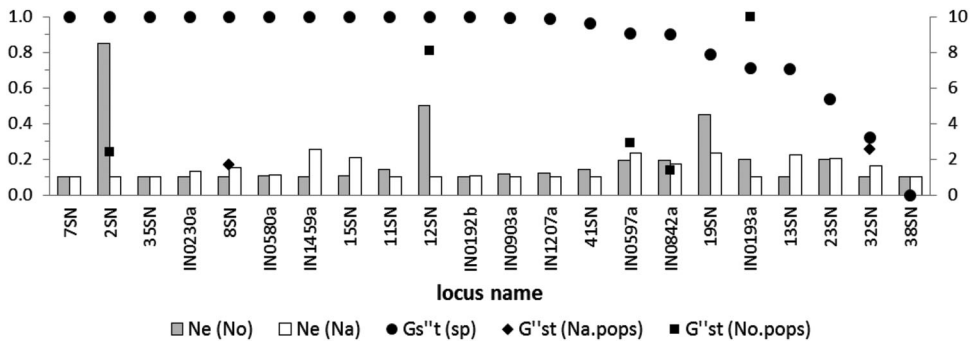 1.0 10
0.8 8
0.6 6
0.4 4
0.2 2
0.0 0
7SN 2SN 35SN IN0230a 8SN IN0580a IN1459a 15SN 11SN 12SN IN0192b IN0903a IN1207a 41SN IN0597a IN0842a 19SN IN0193a 13SN 23SN 32SN 38SN
locus name
Ne (No) Ne (Na) Gs"t (sp) G"st (Na.pops) G"st (No.pops)